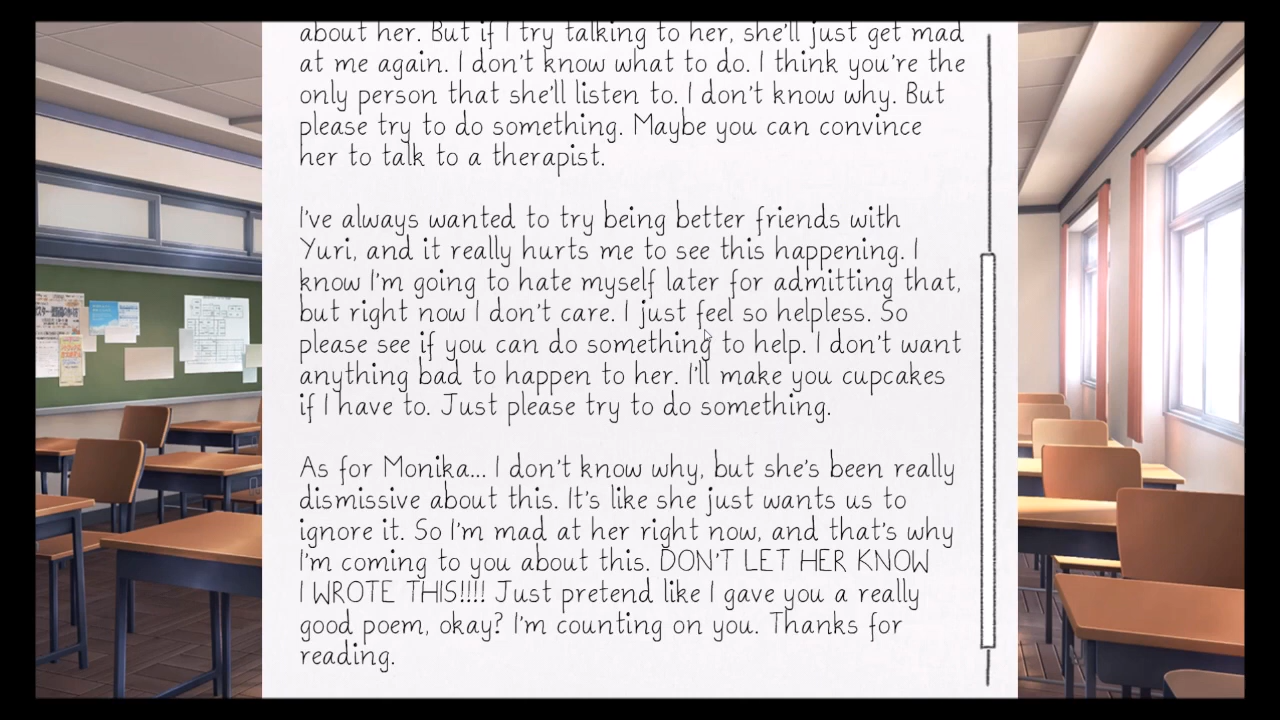 about her. But if I try talking to her, she'll just get mad
at me again. I don't know what to do. I think you're the
only person that she'll listen to. I don't know why. But
please try to do something. Maybe you can convince
her to talk to a therapist.
I've always wanted to try being better friends with
Yuri, and it really hurts me to see this happening. I
know I'm going to hate myself later for admitting that,
but right now I don't care. I just feel so helpless. So
please see if you can do something to help. I don't want
anything bad to happen to her. I'll make you cupcakes
if I have to. Just please try to do something.
As for Monika... I don't know why, but she's been really
dismissive about this. It's like she just wants us to
ignore it. So I'm mad at her right now, and that's why
I'm coming to you about this. DON'T LET HER KNOW
I WROTE THIS!!!! Just pretend like I gave you a really
good poem, okay? I'm counting on you. Thanks for
reading.